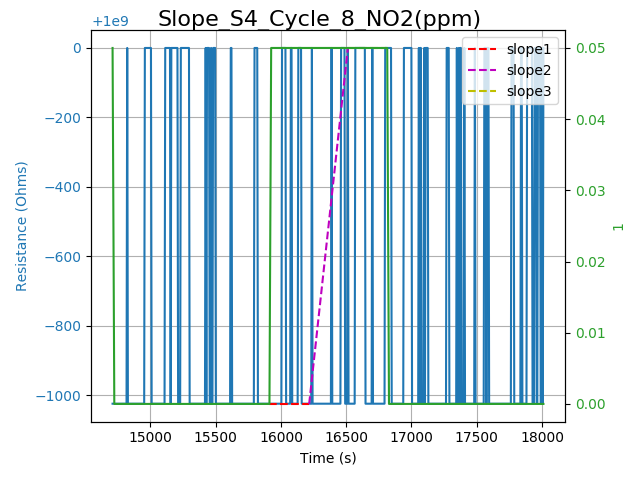 Slope_S4_Cycle_8_NO2(ppm)
+1e9
slope1
slope2
slope3
0
−200
−400
−600
−800
−1000
Resistance (Ohms)
0.05
0.04
0.03
0.02
0.01
0.00
1
15000 15500 16000 16500 17000 17500 18000
Time (s)